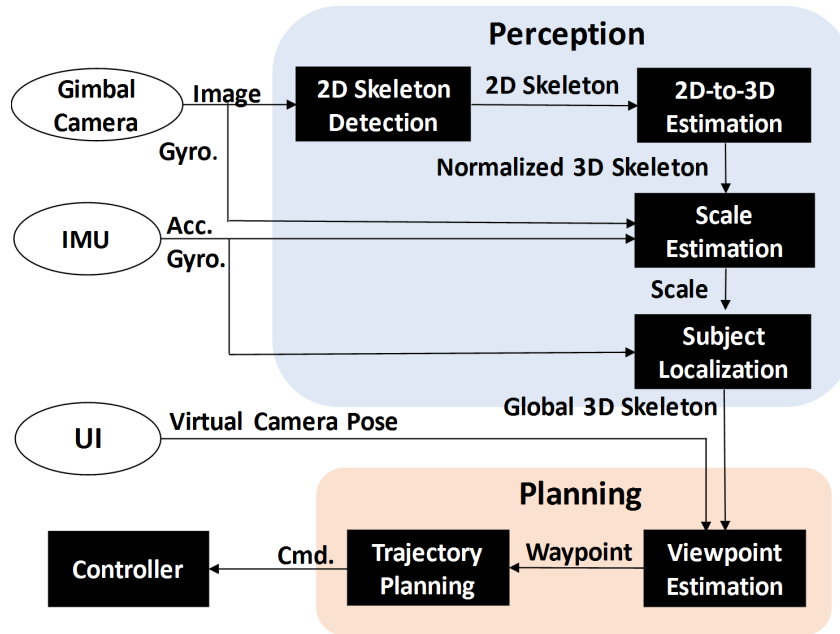 Perception
Gimbal
Camera
Image
Gyro.
2D Skeleton
Detection
2D Skeleton
2D-to-3D
Estimation
Normalized 3D Skeleton
IMU
Acc.
Gyro.
Scale
Estimation
Scale
Subject
Localization
Global 3D Skeleton
UI
Virtual Camera Pose
Planning
Controller
Cmd.
Trajectory
Planning
Waypoint
Viewpoint
Estimation